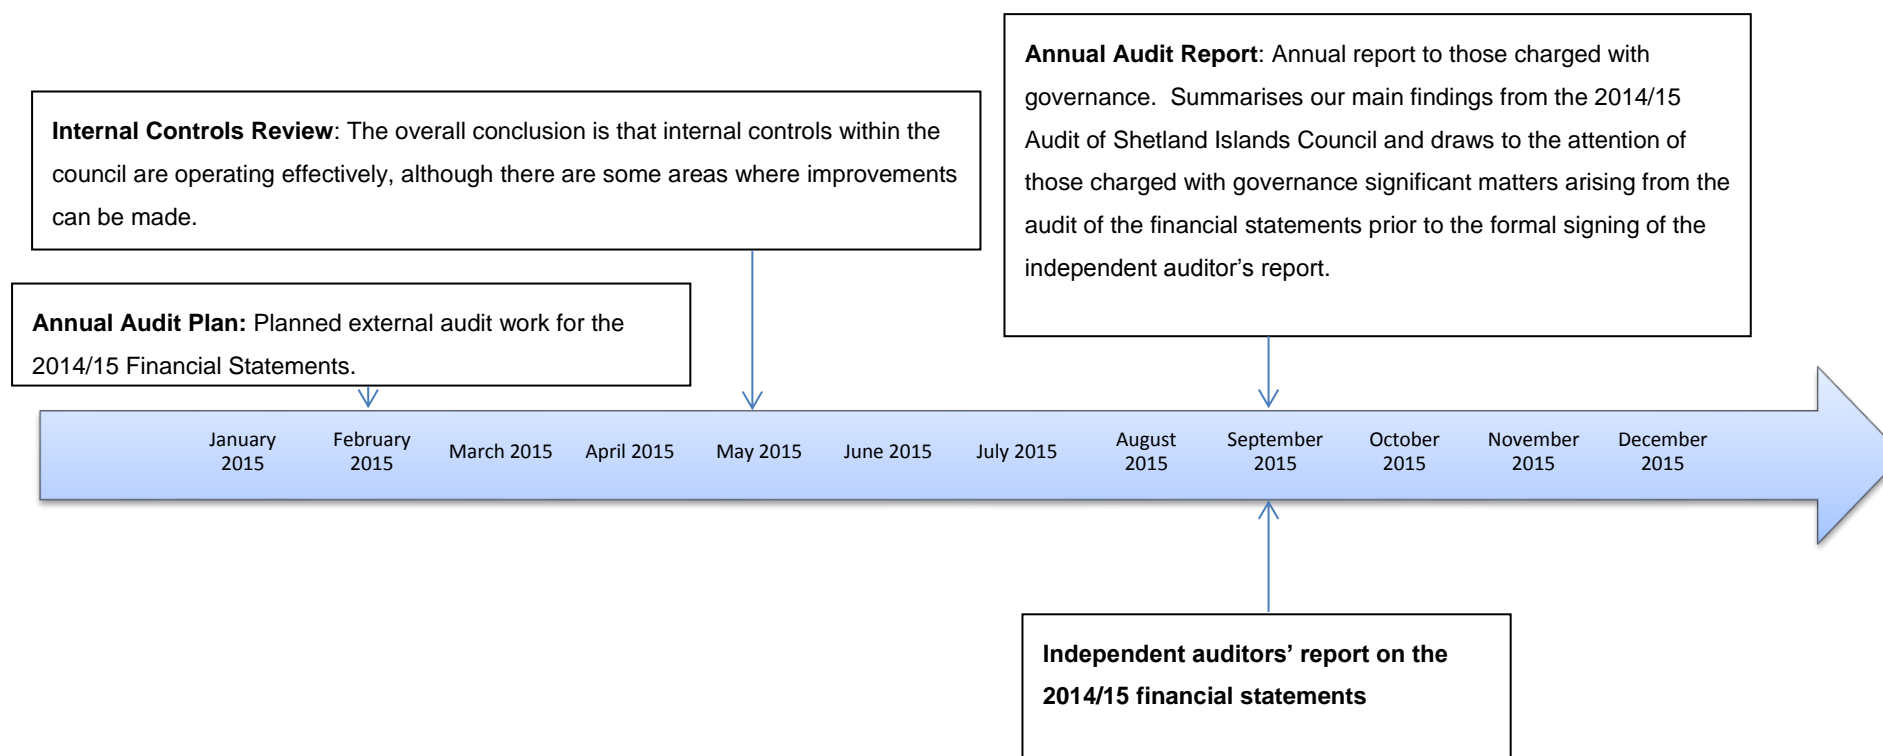 Annual Audit Report: Annual report to those charged with
governance.  Summarises our main findings from the 2014/15
Audit of Shetland Islands Council and draws to the attention of
those charged with governance significant matters arising from the
audit of the financial statements prior to the formal signing of the
independent auditor's report.
Internal Controls Review: The overall conclusion is that internal controls within the
council are operating effectively, although there are some areas where improvements
can be made.
Annual Audit Plan: Planned external audit work for the
2014/15 Financial Statements.
January
2015
February
2015
March 2015
April 2015
May 2015
June 2015
July 2015
August
2015
September
2015
October
2015
November
2015
December
2015
Independent auditors' report on the
2014/15 financial statements